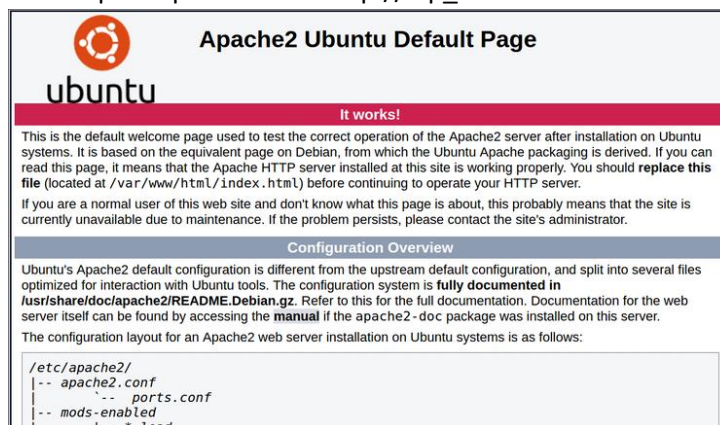 Apache2 Ubuntu Default Page
ubuntu
It works!
This is the default welcome page used to test the correct operation of the Apache2 server after installation on Ubuntu
systems. It is based on the equivalent page on Debian, from which the Ubuntu Apache packaging is derived. If you can
read this page, it means that the Apache HTTP server installed at this site is working properly. You should replace this
file (located at /var/www/html/index.html) before continuing to operate your HTTP server.
If you are a normal user of this web site and don't know what this page is about, this probably means that the site is
currently unavailable due to maintenance. If the problem persists, please contact the site's administrator.
Configuration Overview
Ubuntu's Apache2 default configuration is different from the upstream default configuration, and split into several files
optimized for interaction with Ubuntu tools. The configuration system is fully documented in
/usr/share/doc/apache2/README.Debian.gz. Refer to this for the full documentation. Documentation for the web
server itself can be found by accessing the manual if the apache2-doc package was installed on this server.
The configuration layout for an Apache2 web server installation on Ubuntu systems is as follows:
/etc/apache2/
|-- apache2.conf
|       `--  ports.conf
|-- mods-enabled